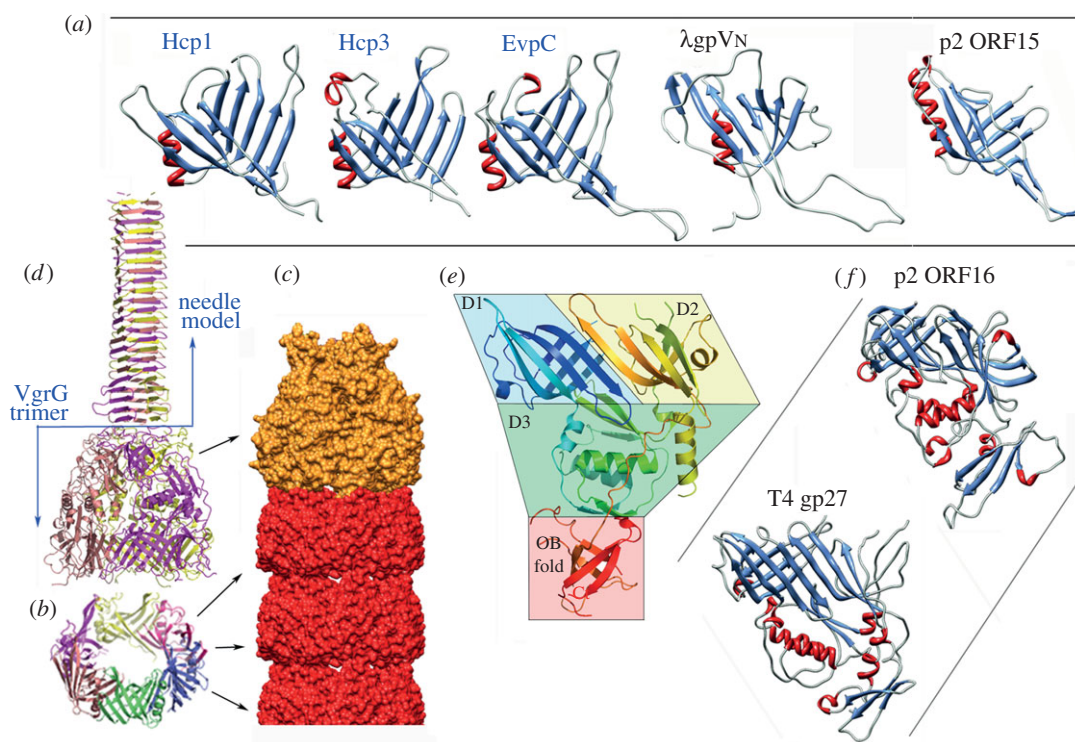 (a)
Hcp1
Hcp3
EvpC
λgpVN
p2 ORF15
(d)
needle
model
VgrG
trimer
(c)
(e)
D1
D2
D3
OB
fold
C
(f)
p2 ORF16
T4 gp27
(b)